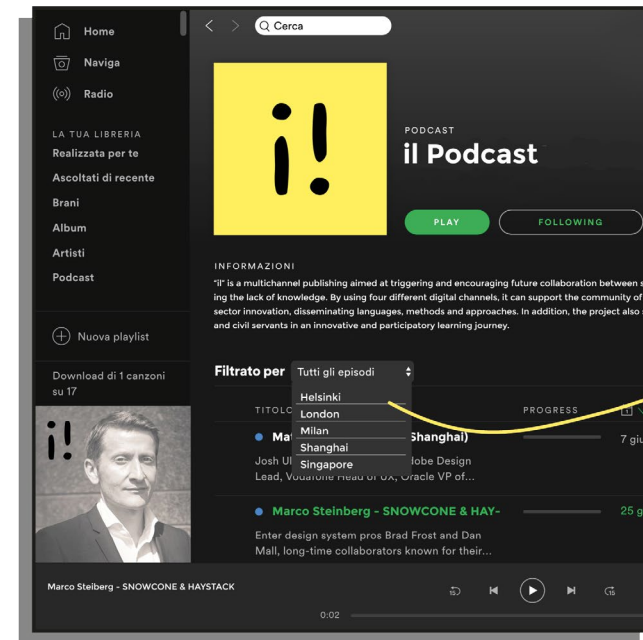 Home
Cerca
Naviga
Radio
LA TUA LIBRERIA
Realizzata per te
Ascoltati di recente
Brani
Album
Artisti
Podcast
Nuova playlist
Download di 1 canzoni
su 17
i!
i!
PODCAST
il Podcast
PLAY
FOLLOWING
INFORMAZIONI
"il" is a multichannel publishing aimed at triggering and encouraging future collaboration between s
ing the lack of knowledge. By using four different digital channels, it can support the community of
sector innovation, disseminating languages, methods and approaches. In addition, the project also s
and civil servants in an innovative and participatory learning journey.
Filtrato per Tutti gli episodi
Helsinki
London
Milan
Shanghai
Singapore
TITOLO PROGRESS
Mat Shanghai) 7 giu
Josh Ul dobe Design
Lead, Vodafone Head of UX, Oracle VP of...
Marco Steinberg - SNOWCONE & HAY- 25 g
Enter design system pros Brad Frost and Dan
Mall, long-time collaborators known for their...
Marco Steiberg - SNOWCONE & HAYSTACK
15 15
0:02